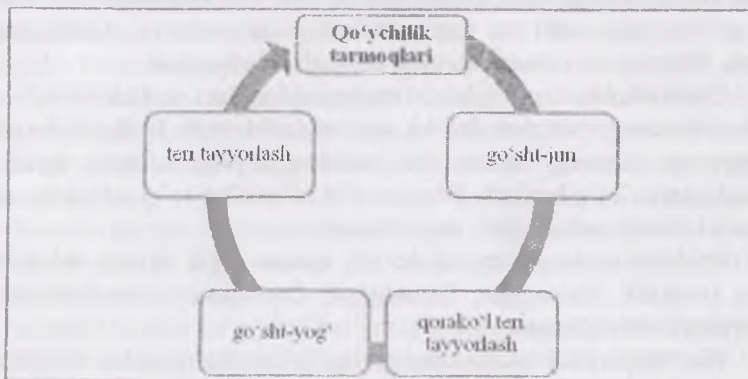 Qo‘ychilik
tarmoqlari
go‘sht-jun
qorako‘l teri
tayyorlash
go‘sht-yog‘
teri tayyorlash